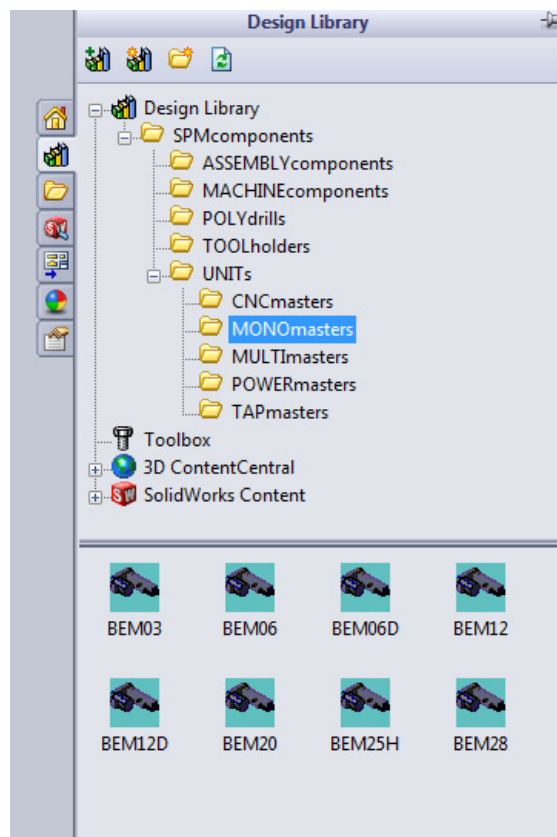 Design Library
Design Library
SPMcomponents
ASSEMBLYcomponents
MACHINEcomponents
POLYdrills
TOOLholders
UNITs
CNCmasters
MONOmasters
MULTImasters
POWERmasters
TAPmasters
Toolbox
3D ContentCentral
SolidWorks Content
BEM03 BEM06 BEM06D BEM12
BEM12D BEM20 BEM25H BEM28